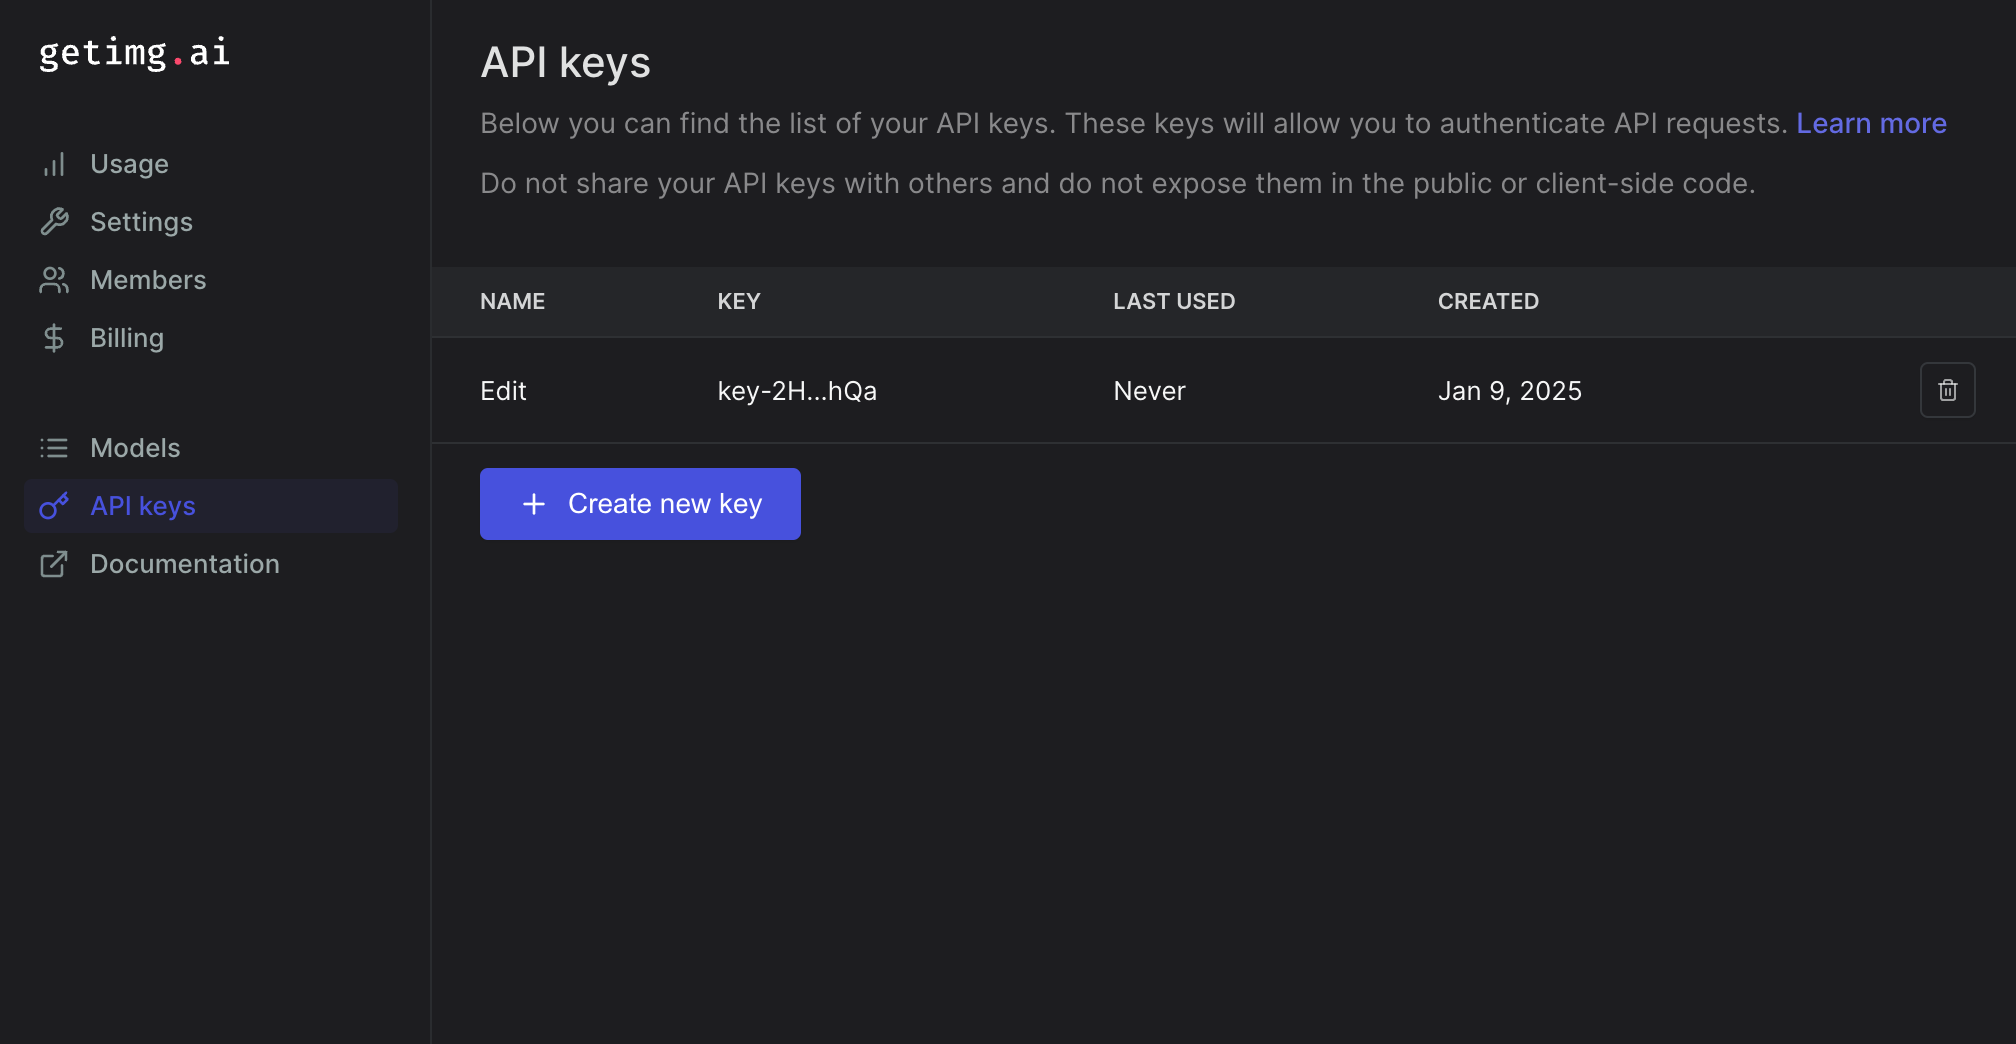 getimg.ai
Usage
Settings
Members
Billing
Models
API keys
Documentation
API keys
Below you can find the list of your API keys. These keys will allow you to authenticate API requests. Learn more
Do not share your API keys with others and do not expose them in the public or client-side code.
NAME KEY LAST USED CREATED
Edit key-2H...hQa Never Jan 9, 2025
Create new key